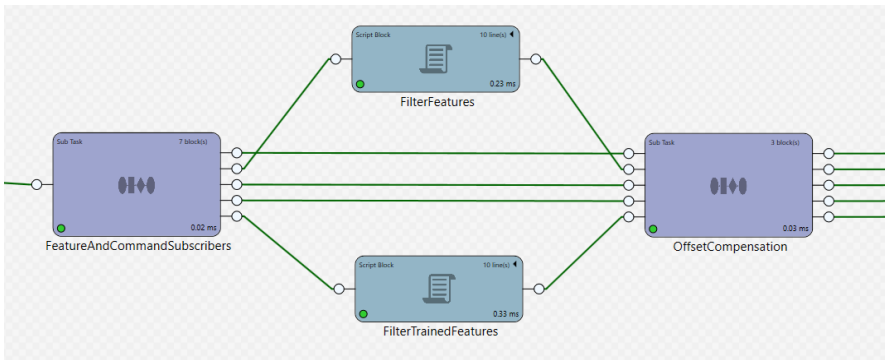 Script Block 10 line(s)
0.23 ms
FilterFeatures
Sub Task 7 block(s)
0.02 ms
FeatureAndCommandSubscribers
Sub Task 3 block(s)
0.03 ms
OffsetCompensation
Script Block 10 line(s)
0.33 ms
FilterTrainedFeatures